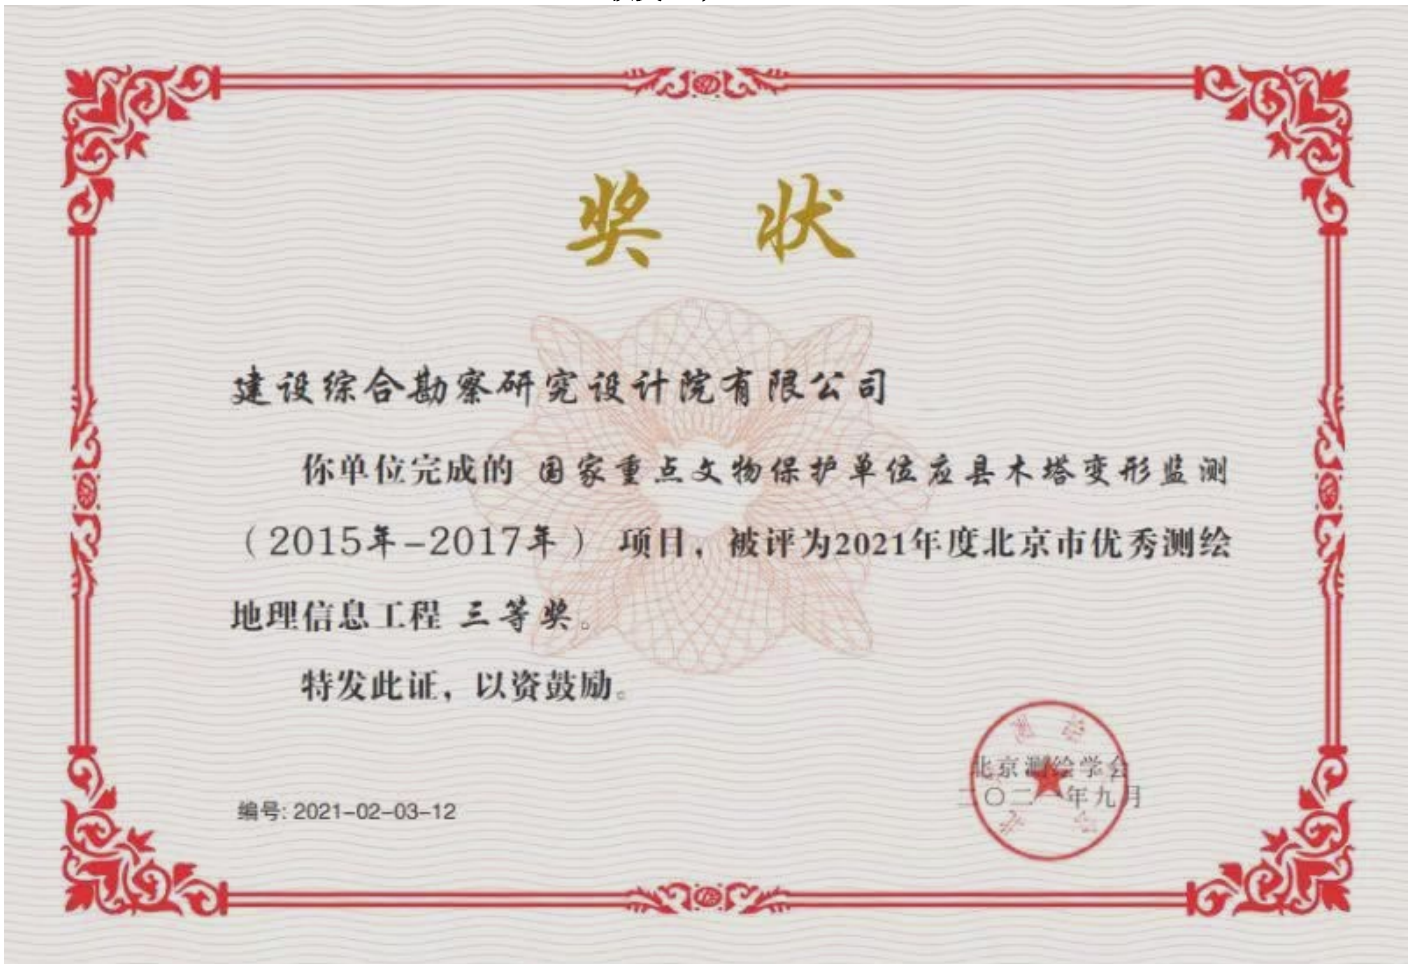 奖 状
建设综合勘察研究设计院有限公司
你单位完成的 国家重点文物保护单位应县木塔变形监测
（2015年-2017年） 项目，被评为2021年度北京市优秀测绘
地理信息工程 三等奖。
特发此证，以资鼓励。
北京测绘学会
二〇二一年九月
编号: 2021-02-03-12